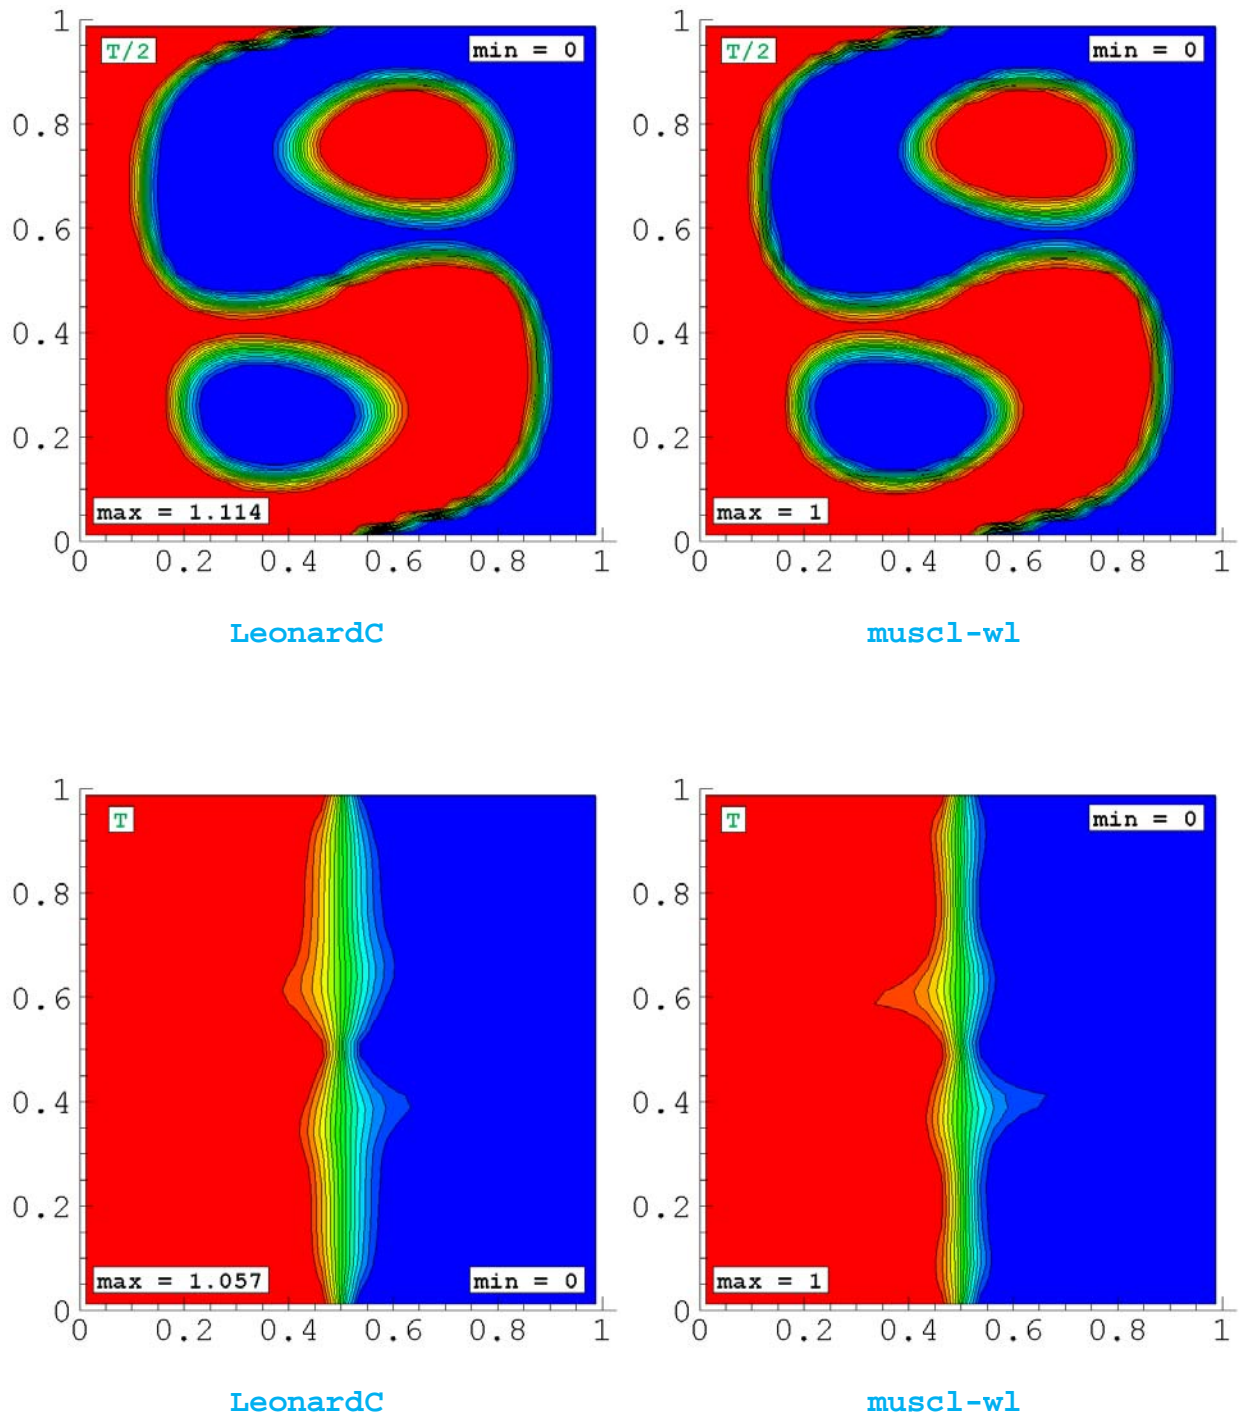 1 1
T/2 min = 0 T/2 min = 0
0.8 0.8
0.6 0.6
0.4 0.4
0.2 0.2
max = 1.114 max = 1
0 0
0 0.2 0.4 0.6 0.8 1 0 0.2 0.4 0.6 0.8 1
LeonardC muscl-wl
1 1
T T min = 0
0.8 0.8
0.6 0.6
0.4 0.4
0.2 0.2
max = 1.057 min = 0 max = 1
0 0
0 0.2 0.4 0.6 0.8 1 0 0.2 0.4 0.6 0.8 1
LeonardC muscl-wl